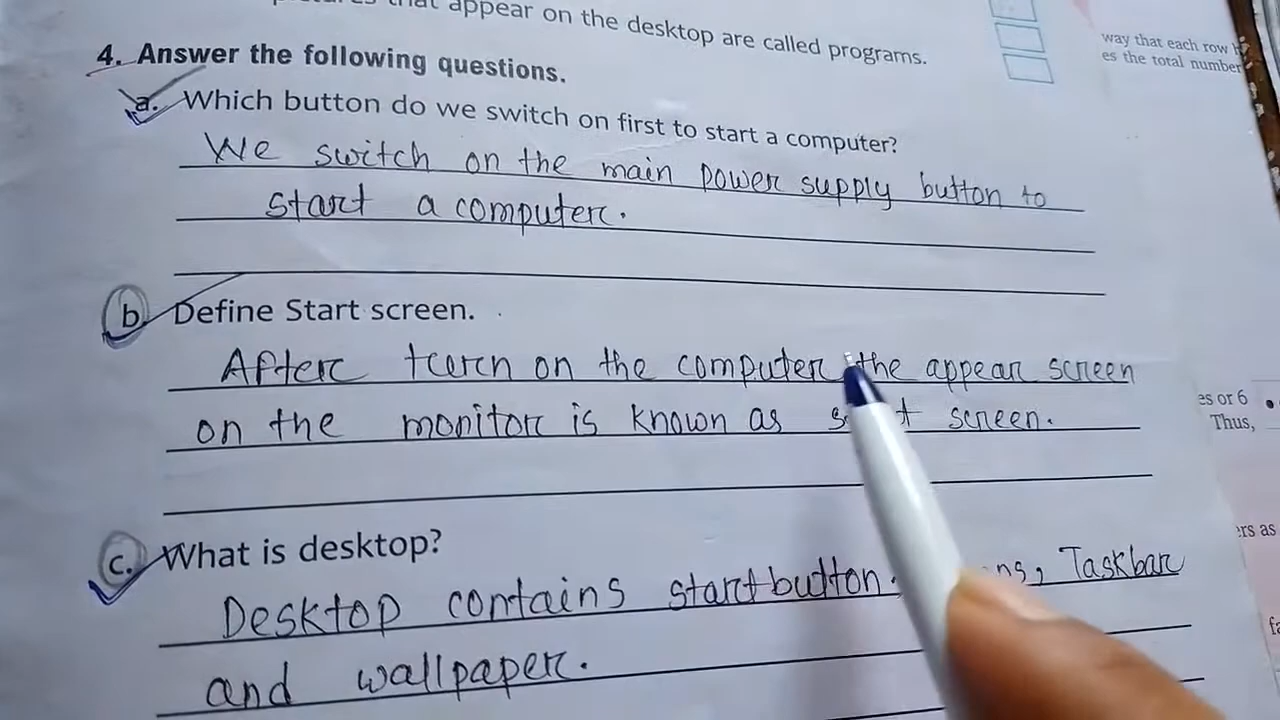 that appear on the desktop are called programs.
way that each row
es the total number
4. Answer the following questions.
a. Which button do we switch on first to start a computer?
We switch on the main power supply button to
start a computer.
b. Define Start screen.
After turn on the computer the appear screen
on the monitor is known as screen.
es or 6
Thus,
c. What is desktop?
ers as
Desktop contains startbutton, Taskbar
and wallpaper.